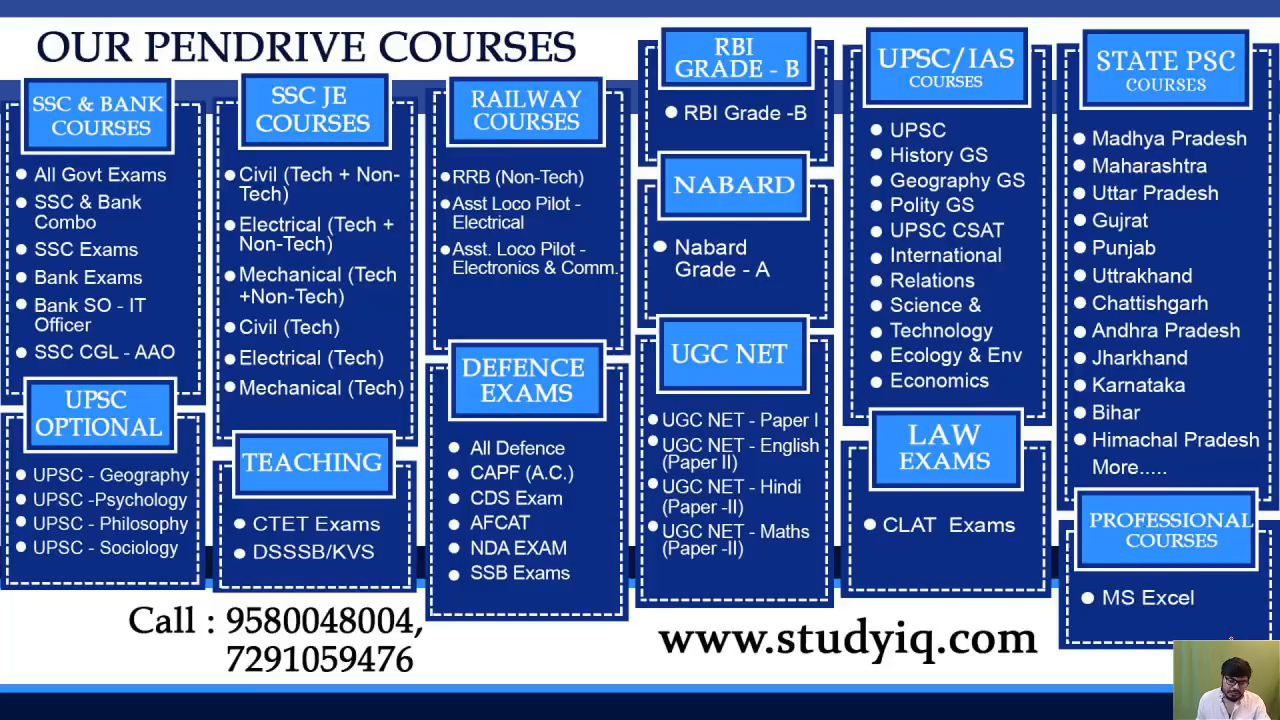 OUR PENDRIVE COURSES
SSC & BANK
COURSES
All Govt Exams
SSC & Bank
Combo
SSC Exams
Bank Exams
Bank SO - IT
Officer
SSC CGL - AAO
UPSC
OPTIONAL
UPSC - Geography
UPSC -Psychology
UPSC - Philosophy
UPSC - Sociology
SSC JE
COURSES
Civil (Tech + Non-
Tech)
Electrical (Tech +
Non-Tech)
Mechanical (Tech
+Non-Tech)
Civil (Tech)
Electrical (Tech)
Mechanical (Tech)
TEACHING
CTET Exams
DSSSB/KVS
RAILWAY
COURSES
RRB (Non-Tech)
Asst Loco Pilot -
Electrical
Asst. Loco Pilot -
Electronics & Comm.
DEFENCE
EXAMS
All Defence
CAPF (A.C.)
CDS Exam
AFCAT
NDA EXAM
SSB Exams
RBI
GRADE - B
RBI Grade -B
NABARD
Nabard
Grade - A
UGC NET
UGC NET - Paper I
UGC NET - English
(Paper II)
UGC NET - Hindi
(Paper -II)
UGC NET - Maths
(Paper -II)
UPSC/IAS
COURSES
UPSC
History GS
Geography GS
Polity GS
UPSC CSAT
International
Relations
Science &
Technology
Ecology & Env
Economics
LAW
EXAMS
CLAT Exams
STATE PSC
COURSES
Madhya Pradesh
Maharashtra
Uttar Pradesh
Gujrat
Punjab
Uttrakhand
Chattishgarh
Andhra Pradesh
Jharkhand
Karnataka
Bihar
Himachal Pradesh
More.....
PROFESSIONAL
COURSES
MS Excel
Call : 9580048004,
7291059476
www.studyiq.com